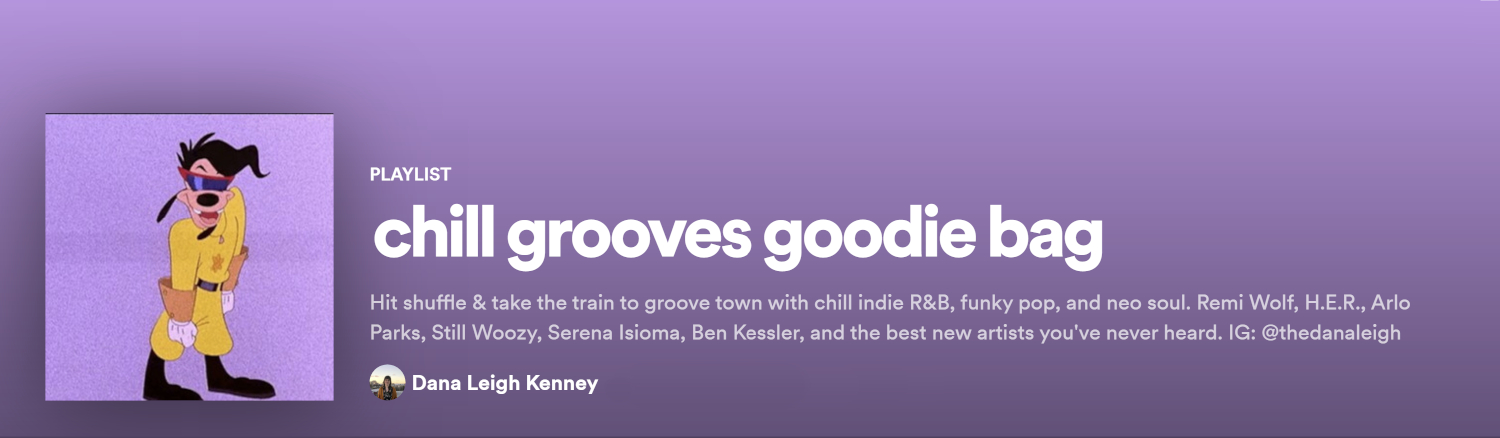 PLAYLIST
chill grooves goodie bag
Hit shuffle & take the train to groove town with chill indie R&B, funky pop, and neo soul. Remi Wolf, H.E.R., Arlo
Parks, Still Woozy, Serena Isioma, Ben Kessler, and the best new artists you've never heard. IG: @thedanaleigh
Dana Leigh Kenney